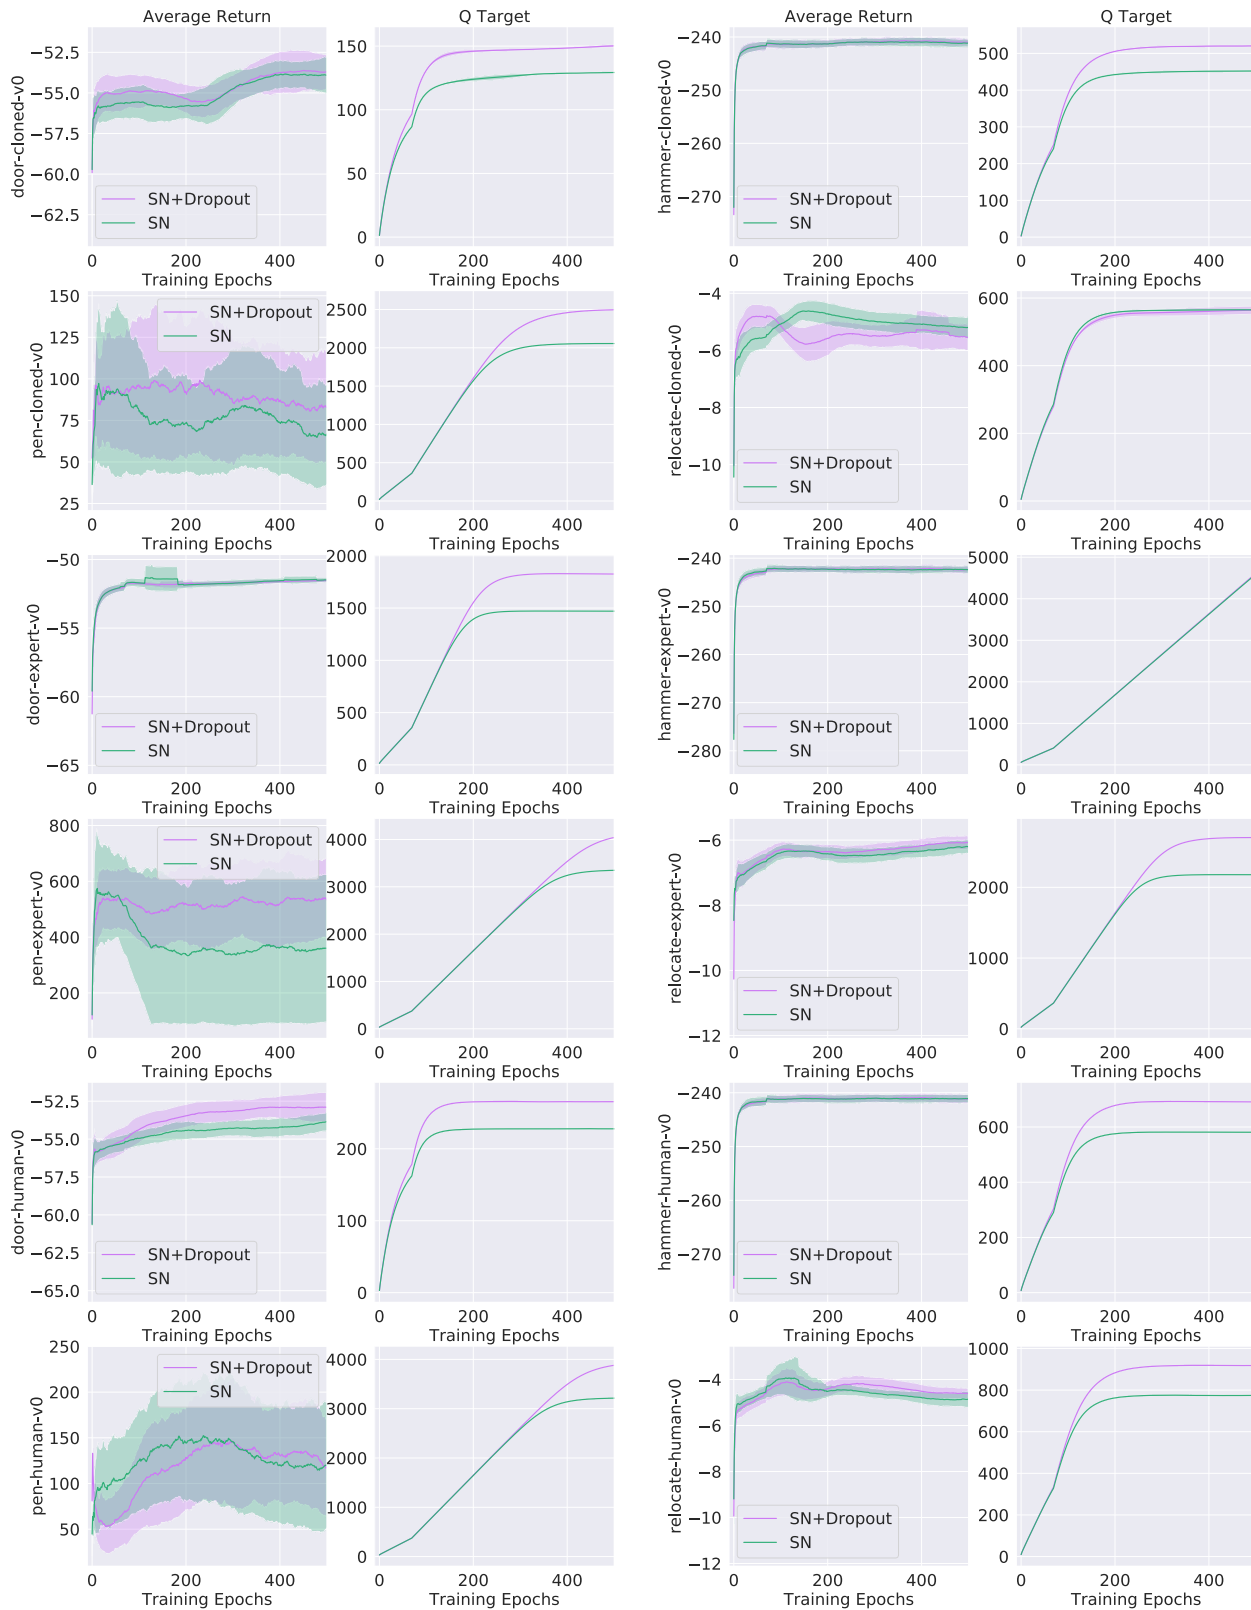 Average Return
Q Target
Average Return
Q Target
door-cloned-v0
−52.5
−55.0
−57.5
−60.0
−62.5
0 200 400
Training Epochs
SN+Dropout
SN
150
100
50
0
0 200 400
Training Epochs
hammer-cloned-v0
−240
−250
−260
−270
0 200 400
Training Epochs
SN+Dropout
SN
500
400
300
200
100
0
0 200 400
Training Epochs
pen-cloned-v0
150
125
100
75
50
25
0 200 400
Training Epochs
SN+Dropout
SN
2500
2000
1500
1000
500
0
0 200 400
Training Epochs
relocate-cloned-v0
−4
−6
−8
−10
0 200 400
Training Epochs
SN+Dropout
SN
600
400
200
0
0 200 400
Training Epochs
door-expert-v0
−50
−55
−60
−65
0 200 400
Training Epochs
SN+Dropout
SN
2000
1500
1000
500
0
0 200 400
Training Epochs
hammer-expert-v0
−240
−250
−260
−270
−280
0 200 400
Training Epochs
SN+Dropout
SN
5000
4000
3000
2000
1000
0
0 200 400
Training Epochs
pen-expert-v0
800
600
400
200
0 200 400
Training Epochs
SN+Dropout
SN
4000
3000
2000
1000
0
0 200 400
Training Epochs
relocate-expert-v0
−6
−8
−10
−12
0 200 400
Training Epochs
SN+Dropout
SN
2000
1000
0
0 200 400
Training Epochs
door-human-v0
−52.5
−55.0
−57.5
−60.0
−62.5
−65.0
0 200 400
Training Epochs
SN+Dropout
SN
200
100
0
0 200 400
Training Epochs
hammer-human-v0
−240
−250
−260
−270
0 200 400
Training Epochs
SN+Dropout
SN
600
400
200
0
0 200 400
Training Epochs
pen-human-v0
250
200
150
100
50
0 200 400
Training Epochs
SN+Dropout
SN
4000
3000
2000
1000
0
0 200 400
Training Epochs
relocate-human-v0
−4
−6
−8
−10
−12
0 200 400
Training Epochs
SN+Dropout
SN
1000
800
600
400
200
0
0 200 400
Training Epochs